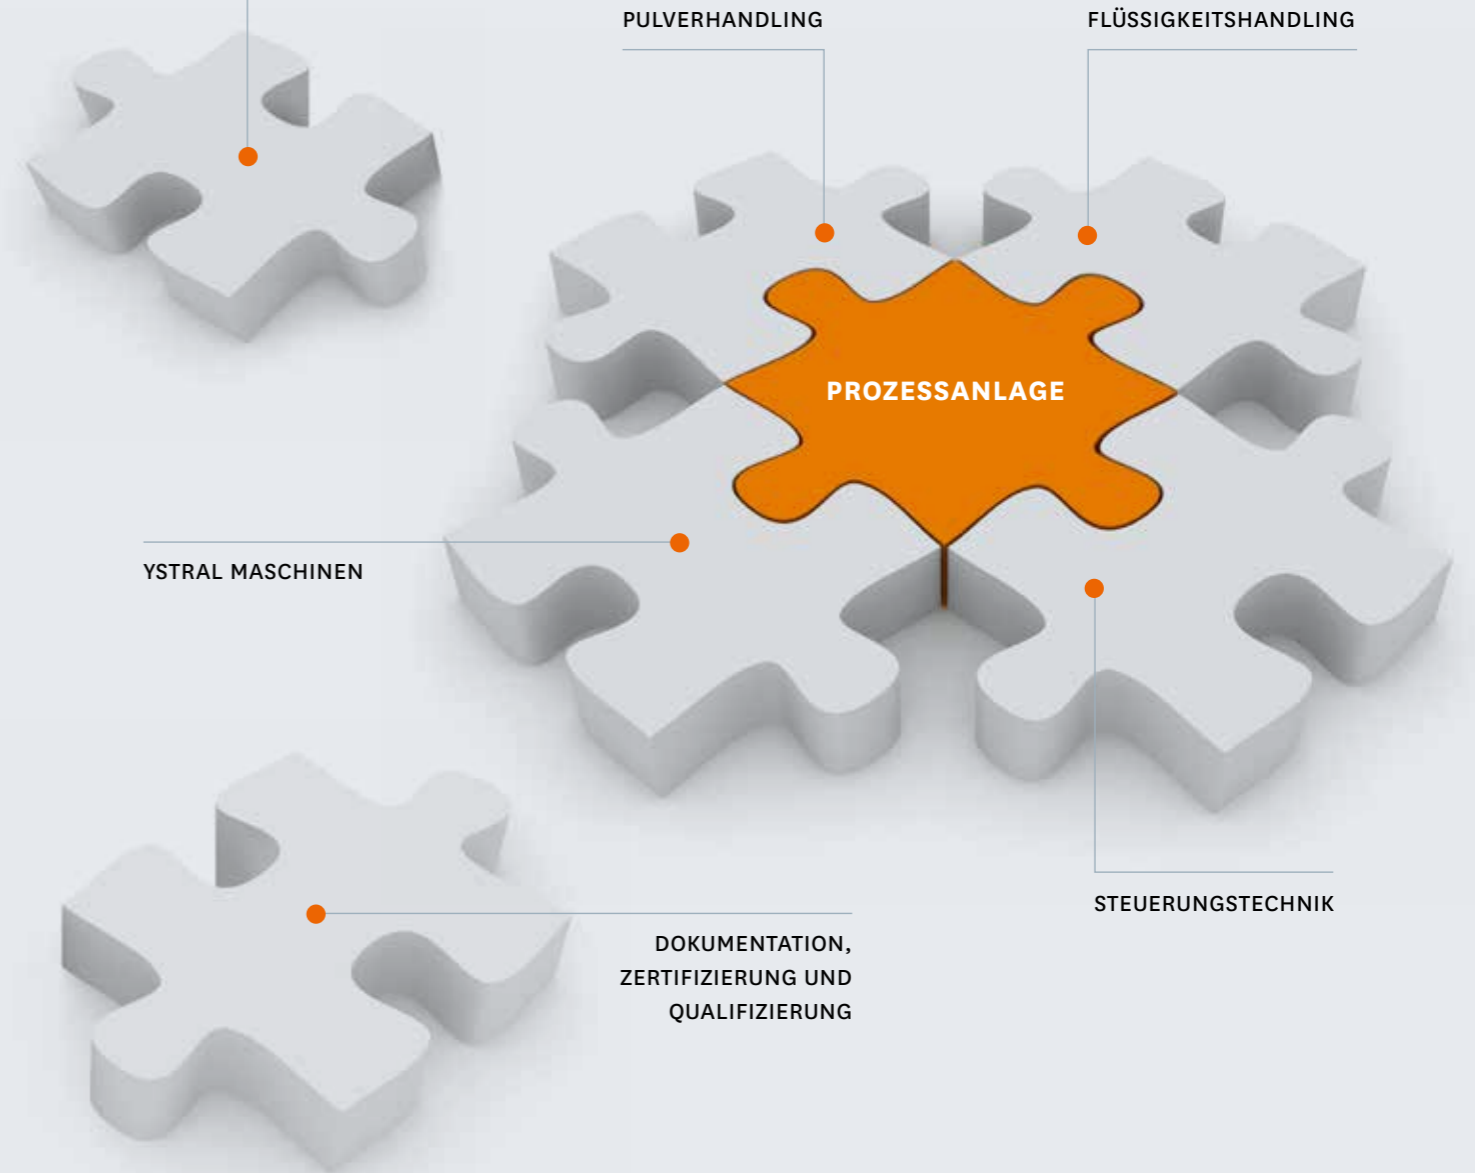 PULVERHANDLING
FLÜSSIGKEITSHANDLING
PROZESSANLAGE
YSTRAL MASCHINEN
STEUERUNGSTECHNIK
DOKUMENTATION,
ZERTIFIZIERUNG UND
QUALIFIZIERUNG